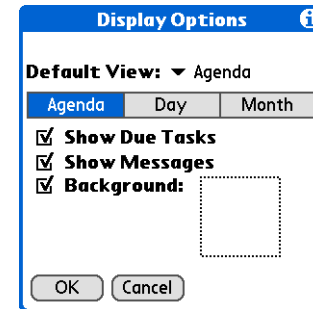 Display Options
Default View: Agenda
Agenda Day Month
Show Due Tasks
Show Messages
Background:
OK Cancel